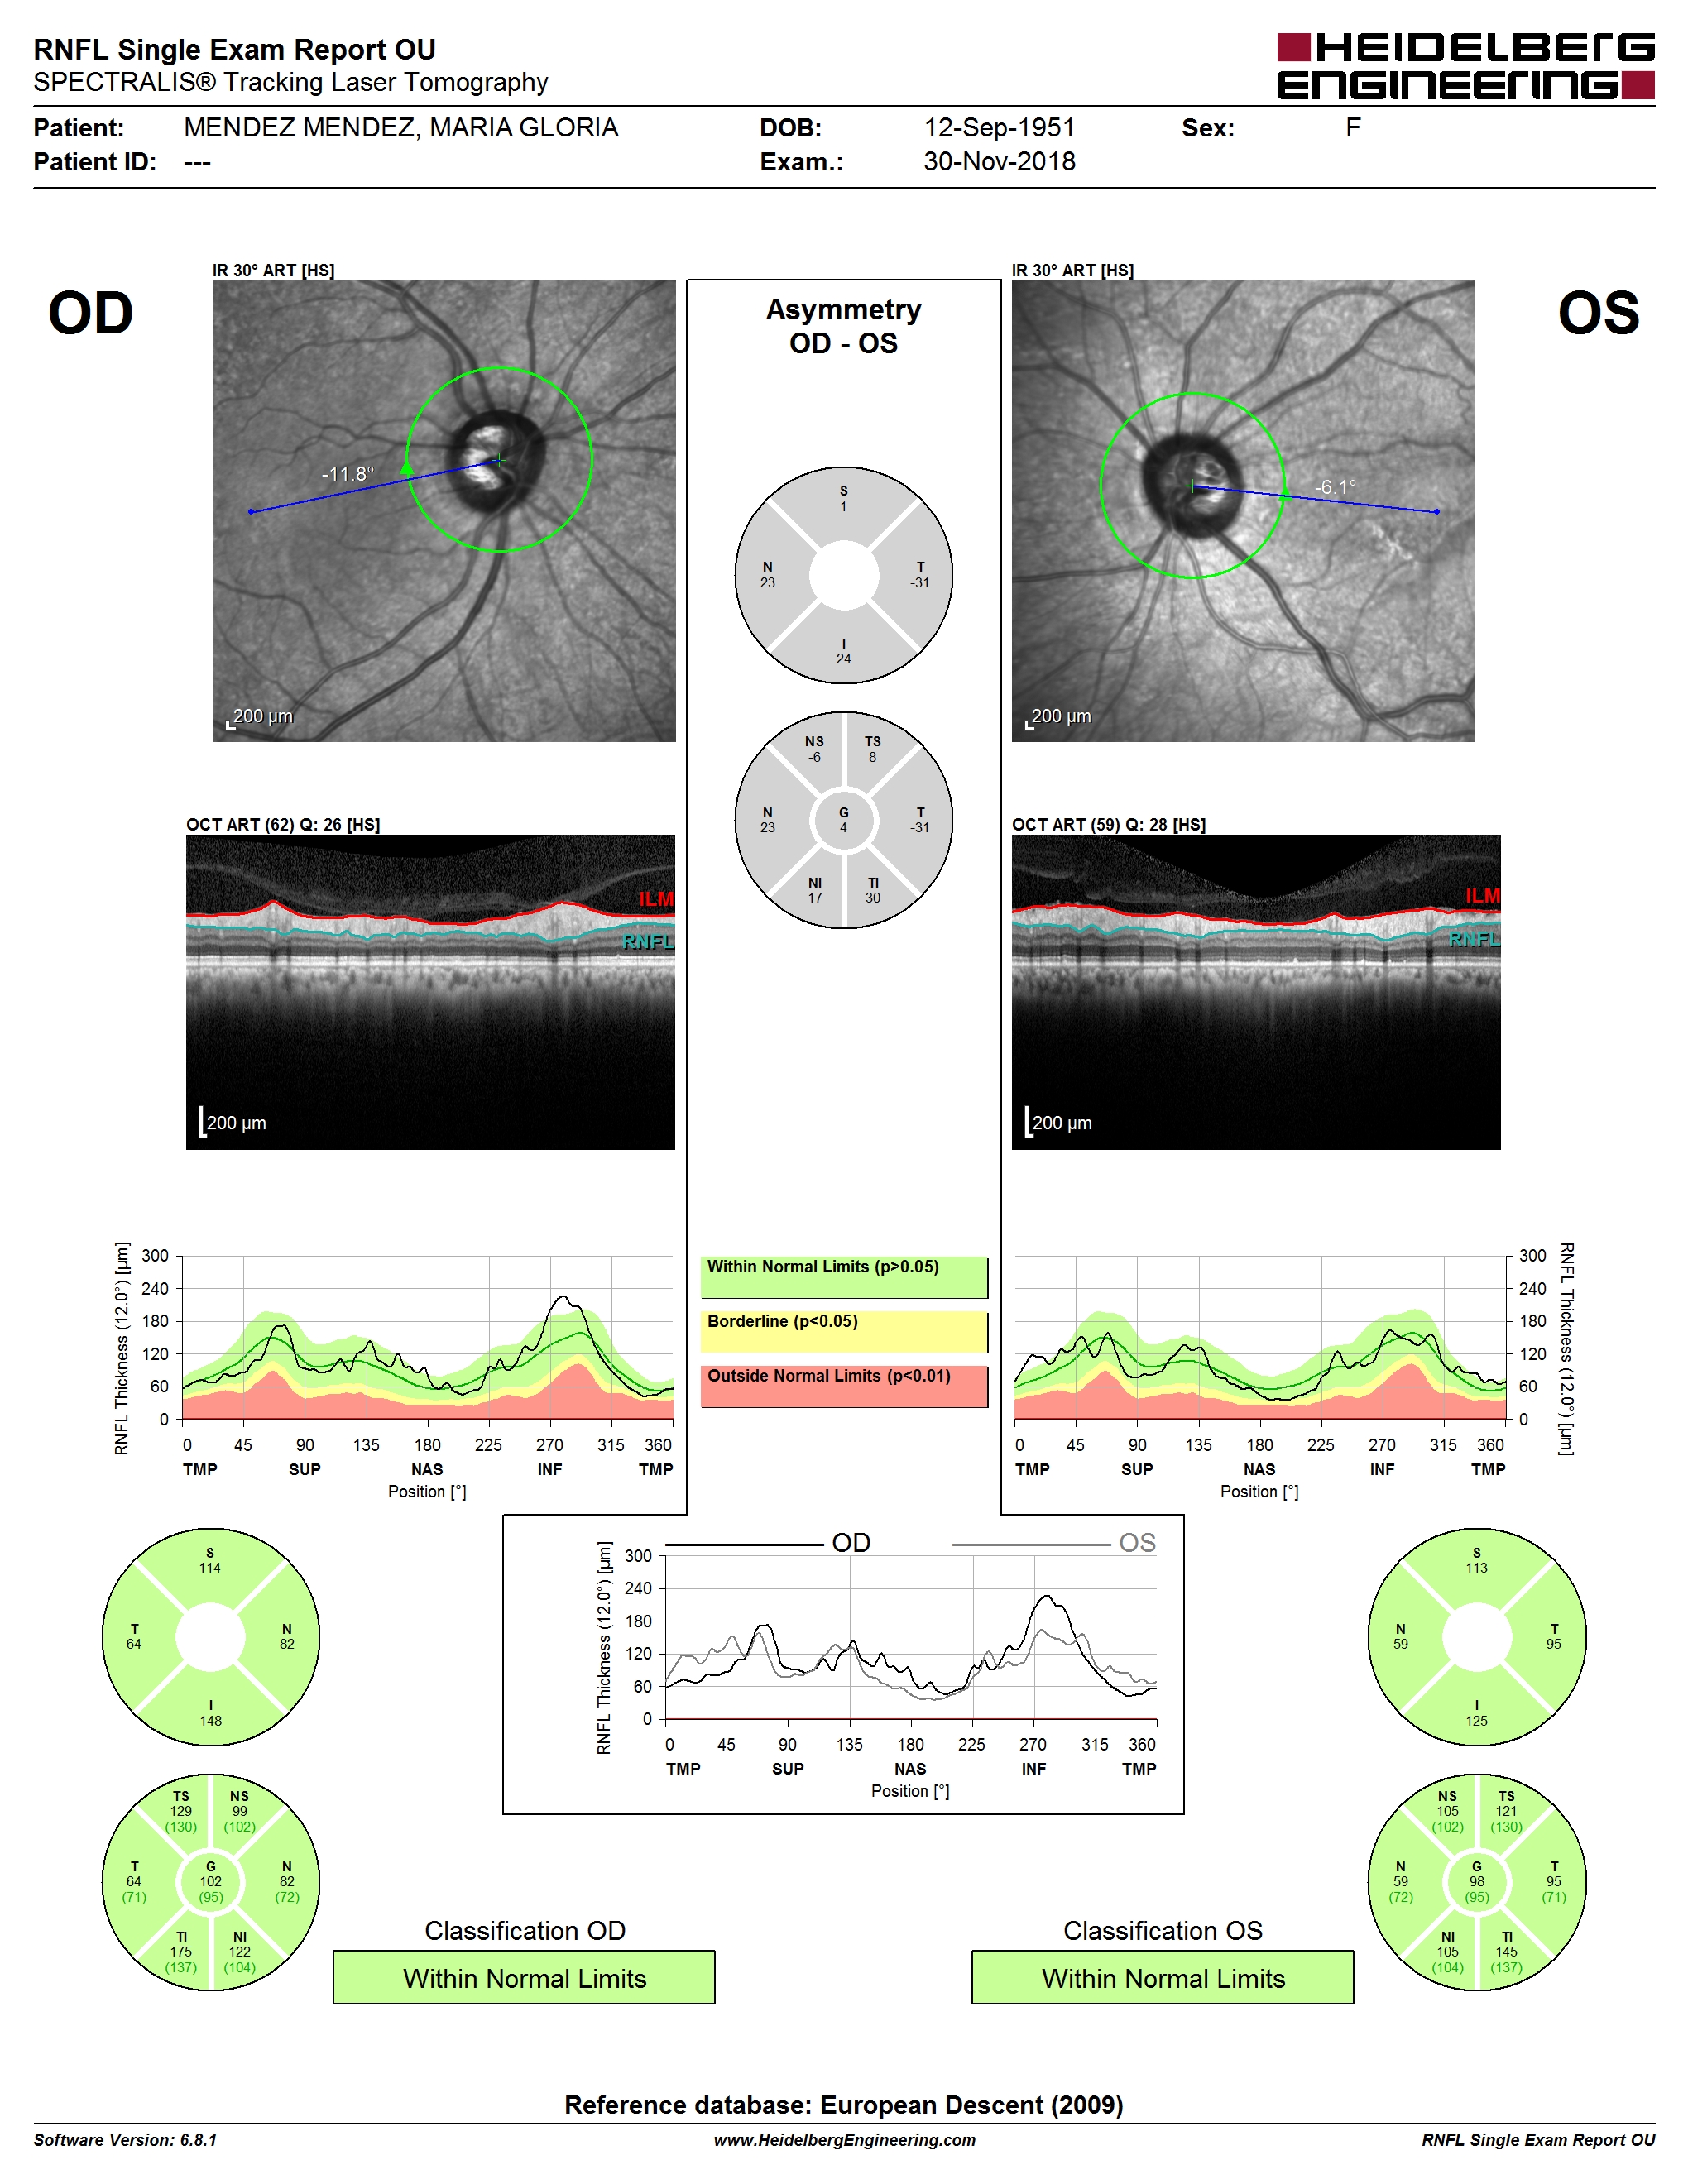 RNFL Single Exam Report OU
SPECTRALIS® Tracking Laser Tomography
HEIDELBERG
ENGINEERING
Patient: MENDEZ MENDEZ, MARIA GLORIA DOB: 12-Sep-1951 Sex: F
Patient ID: --- Exam.: 30-Nov-2018
OD
IR 30° ART [HS]
-11.8°
200 µm
Asymmetry
OD - OS
S
1
N
23
T
-31
I
24
NS
-6
TS
8
N
23
G
4
T
-31
NI
17
TI
30
IR 30° ART [HS]
OS
-6.1°
200 µm
OCT ART (62) Q: 26 [HS]
ILM
RNFL
200 µm
OCT ART (59) Q: 28 [HS]
ILM
RNFL
200 µm
RNFL Thickness (12.0°) [µm]
300
240
180
120
60
0
0 45 90 135 180 225 270 315 360
TMP SUP NAS INF TMP
Position [°]
Within Normal Limits (p>0.05)
Borderline (p<0.05)
Outside Normal Limits (p<0.01)
300
240
180
120
60
0
RNFL Thickness (12.0°) [µm]
0 45 90 135 180 225 270 315 360
TMP SUP NAS INF TMP
Position [°]
S
114
T
64
N
82
I
148
OD OS
RNFL Thickness (12.0°) [µm]
300
240
180
120
60
0
0 45 90 135 180 225 270 315 360
TMP SUP NAS INF TMP
Position [°]
S
113
N
59
T
95
I
125
TS
129
(130)
NS
99
(102)
T
64
(71)
G
102
(95)
N
82
(72)
TI
175
(137)
NI
122
(104)
Classification OD
Within Normal Limits
Classification OS
Within Normal Limits
NS
105
(102)
TS
121
(130)
N
59
(72)
G
98
(95)
T
95
(71)
NI
105
(104)
TI
145
(137)
Reference database: European Descent (2009)
Software Version: 6.8.1 www.HeidelbergEngineering.com RNFL Single Exam Report OU